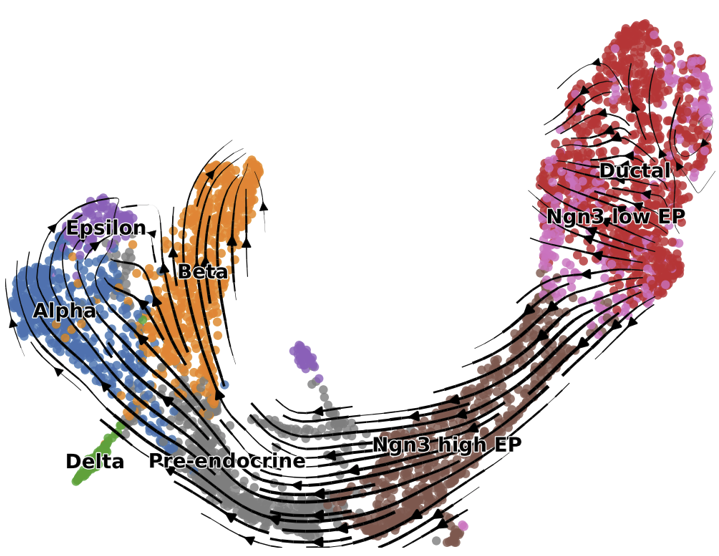 Ductal
Ngn3 low EP
Epsilon
Beta
Alpha
Ngn3 high EP
Delta
Pre-endocrine